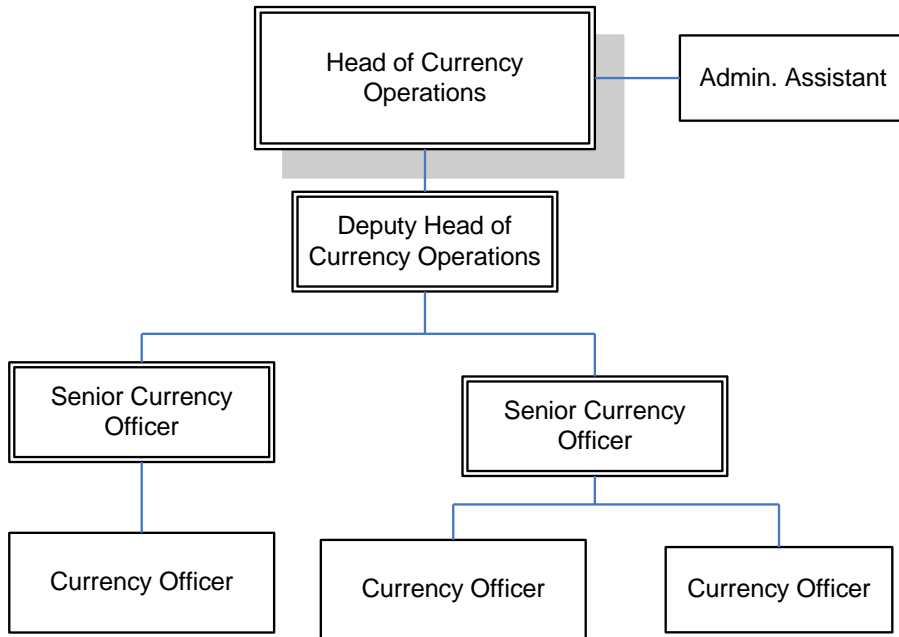 Head of Currency
Operations
Admin. Assistant
Deputy Head of
Currency Operations
Senior Currency
Officer
Senior Currency
Officer
Currency Officer
Currency Officer
Currency Officer